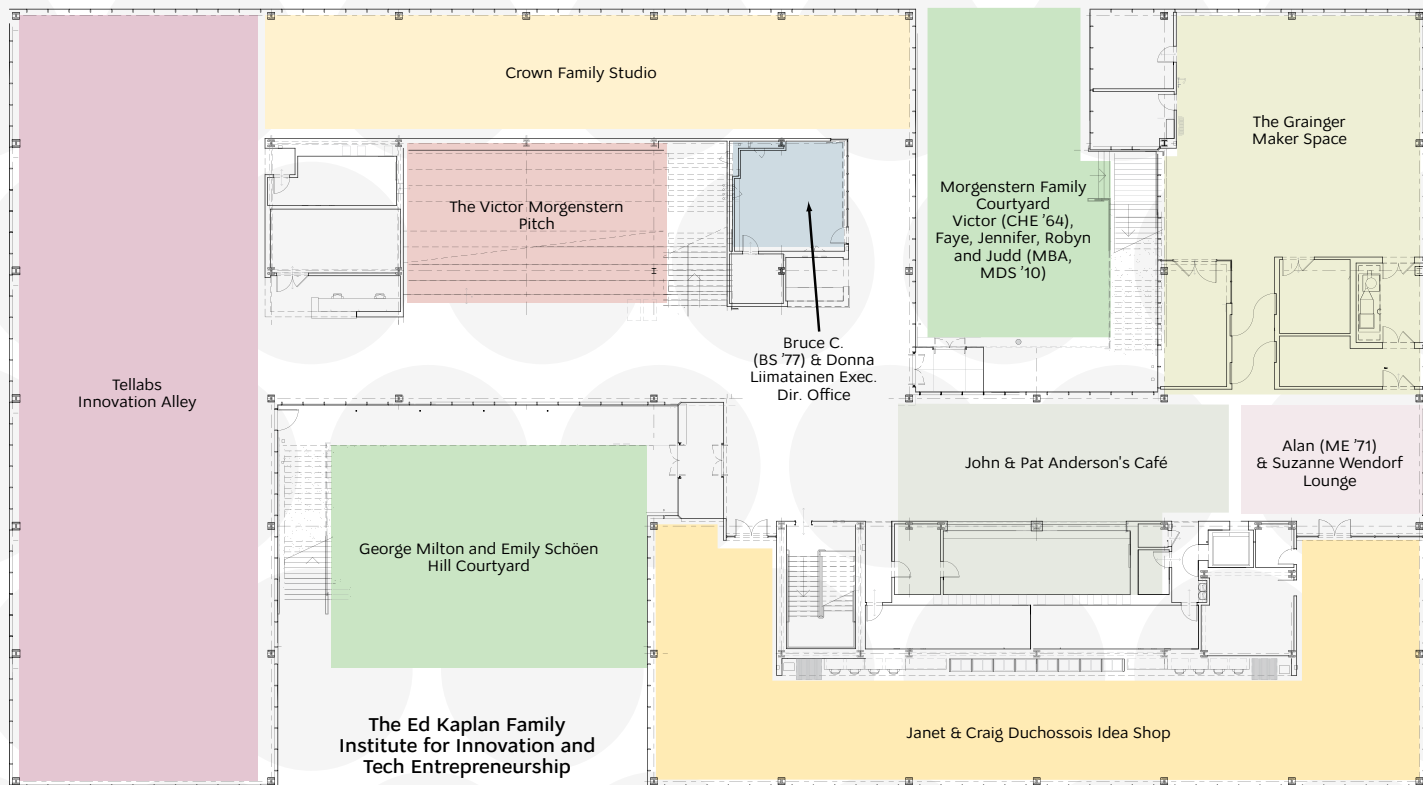 Crown Family Studio
The Grainger
Maker Space
The Victor Morgenstern
Pitch
Morgenstern Family
Courtyard
Victor (CHE ’64),
Faye, Jennifer, Robyn
and Judd (MBA,
MDS ’10)
Bruce C.
(BS ’77) & Donna
Liimatainen Exec.
Dir. Office
Tellabs
Innovation Alley
John & Pat Anderson's Café
Alan (ME ’71)
& Suzanne Wendorf
Lounge
George Milton and Emily Schöen
Hill Courtyard
The Ed Kaplan Family
Institute for Innovation and
Tech Entrepreneurship
Janet & Craig Duchossois Idea Shop